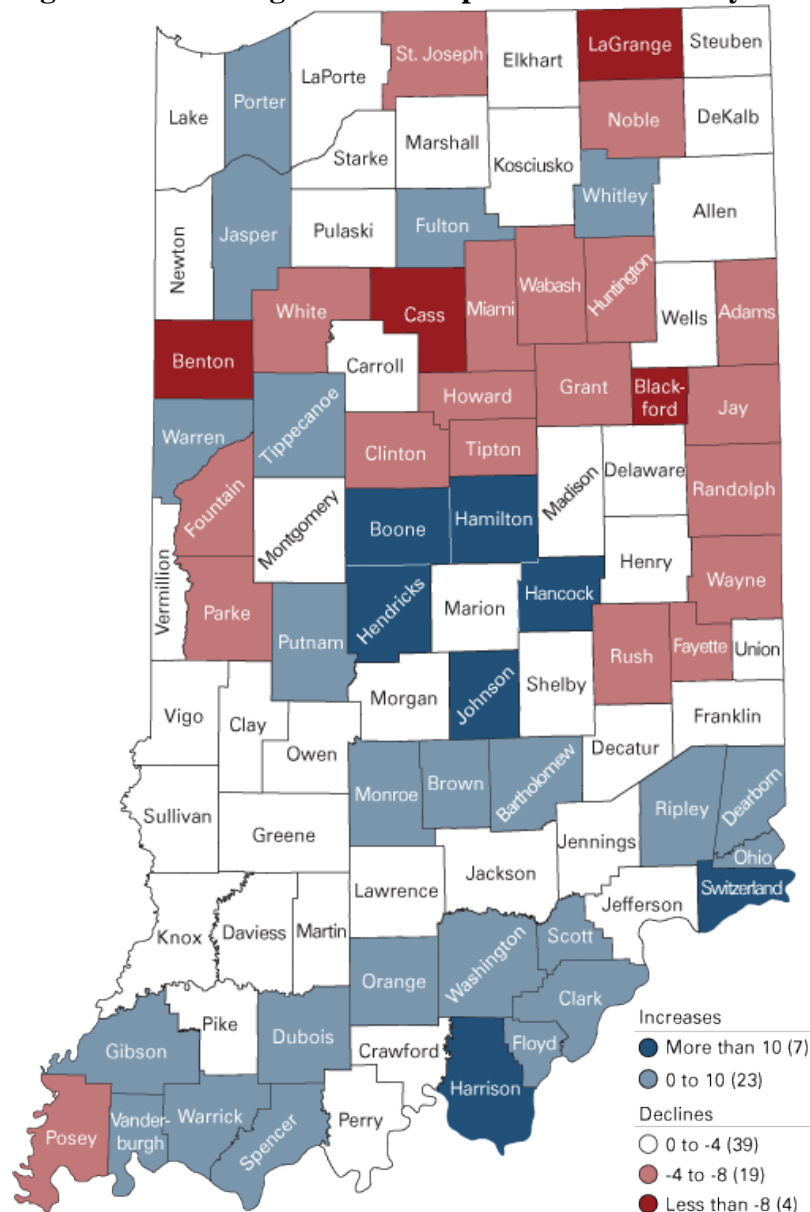 LaGrange
Steuben
St. Joseph
Elkhart
LaPorte
Porter
Lake
Noble
DeKalb
Marshall
Starke
Kosciusko
Whitley
Allen
Fulton
Pulaski
Jasper
Newton
Huntington
Wabash
Miami
White
Cass
Wells
Adams
Benton
Carroll
Grant
Black-
ford
Howard
Jay
Tippecanoe
Warren
Clinton
Tipton
Madison
Delaware
Randolph
Fountain
Montgomery
Boone
Hamilton
Henry
Wayne
Vermillion
Parke
Hendricks
Marion
Hancock
Putnam
Rush
Fayette
Union
Morgan
Johnson
Shelby
Vigo
Clay
Franklin
Owen
Decatur
Monroe
Brown
Bartholomew
Ripley
Dearborn
Sullivan
Greene
Jennings
Ohio
Jackson
Lawrence
Switzerland
Jefferson
Knox
Daviess
Martin
Scott
Washington
Orange
Clark
Pike
Dubois
Gibson
Crawford
Floyd
Harrison
Posey
Vander-
burgh
Warrick
Spencer
Perry
Increases
More than 10 (7)
0 to 10 (23)
Declines
0 to -4 (39)
-4 to -8 (19)
Less than -8 (4)